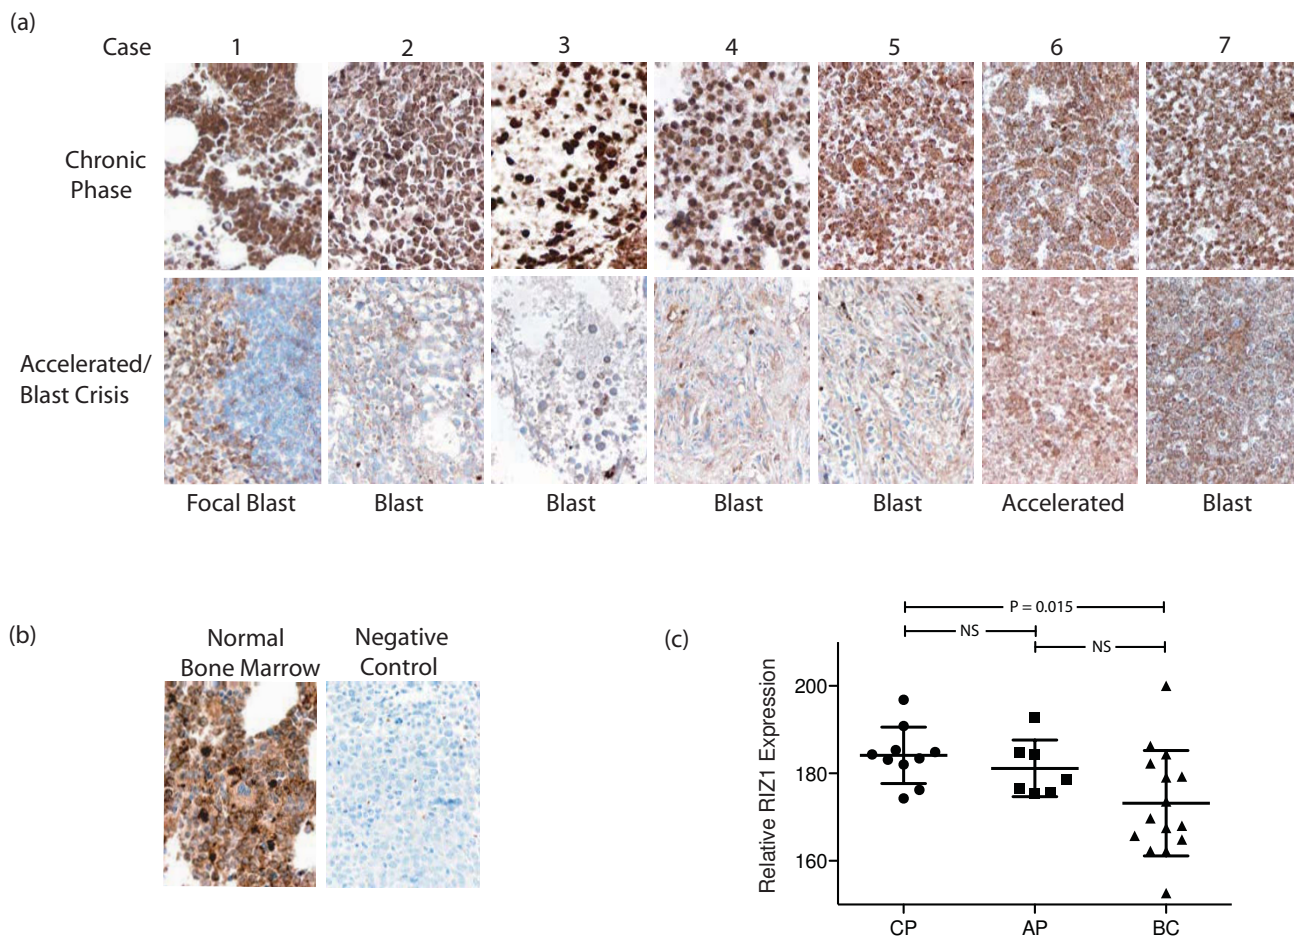 (a)
Case 1 2 3 4 5 6 7
Chronic
Phase
Accelerated/
Blast Crisis
Focal Blast Blast Blast Blast Blast Accelerated Blast
(b)
Normal
Bone Marrow
Negative
Control
(c)
P = 0.015
NS
NS
Relative RIZ1 Expression
200
180
160
CP AP BC